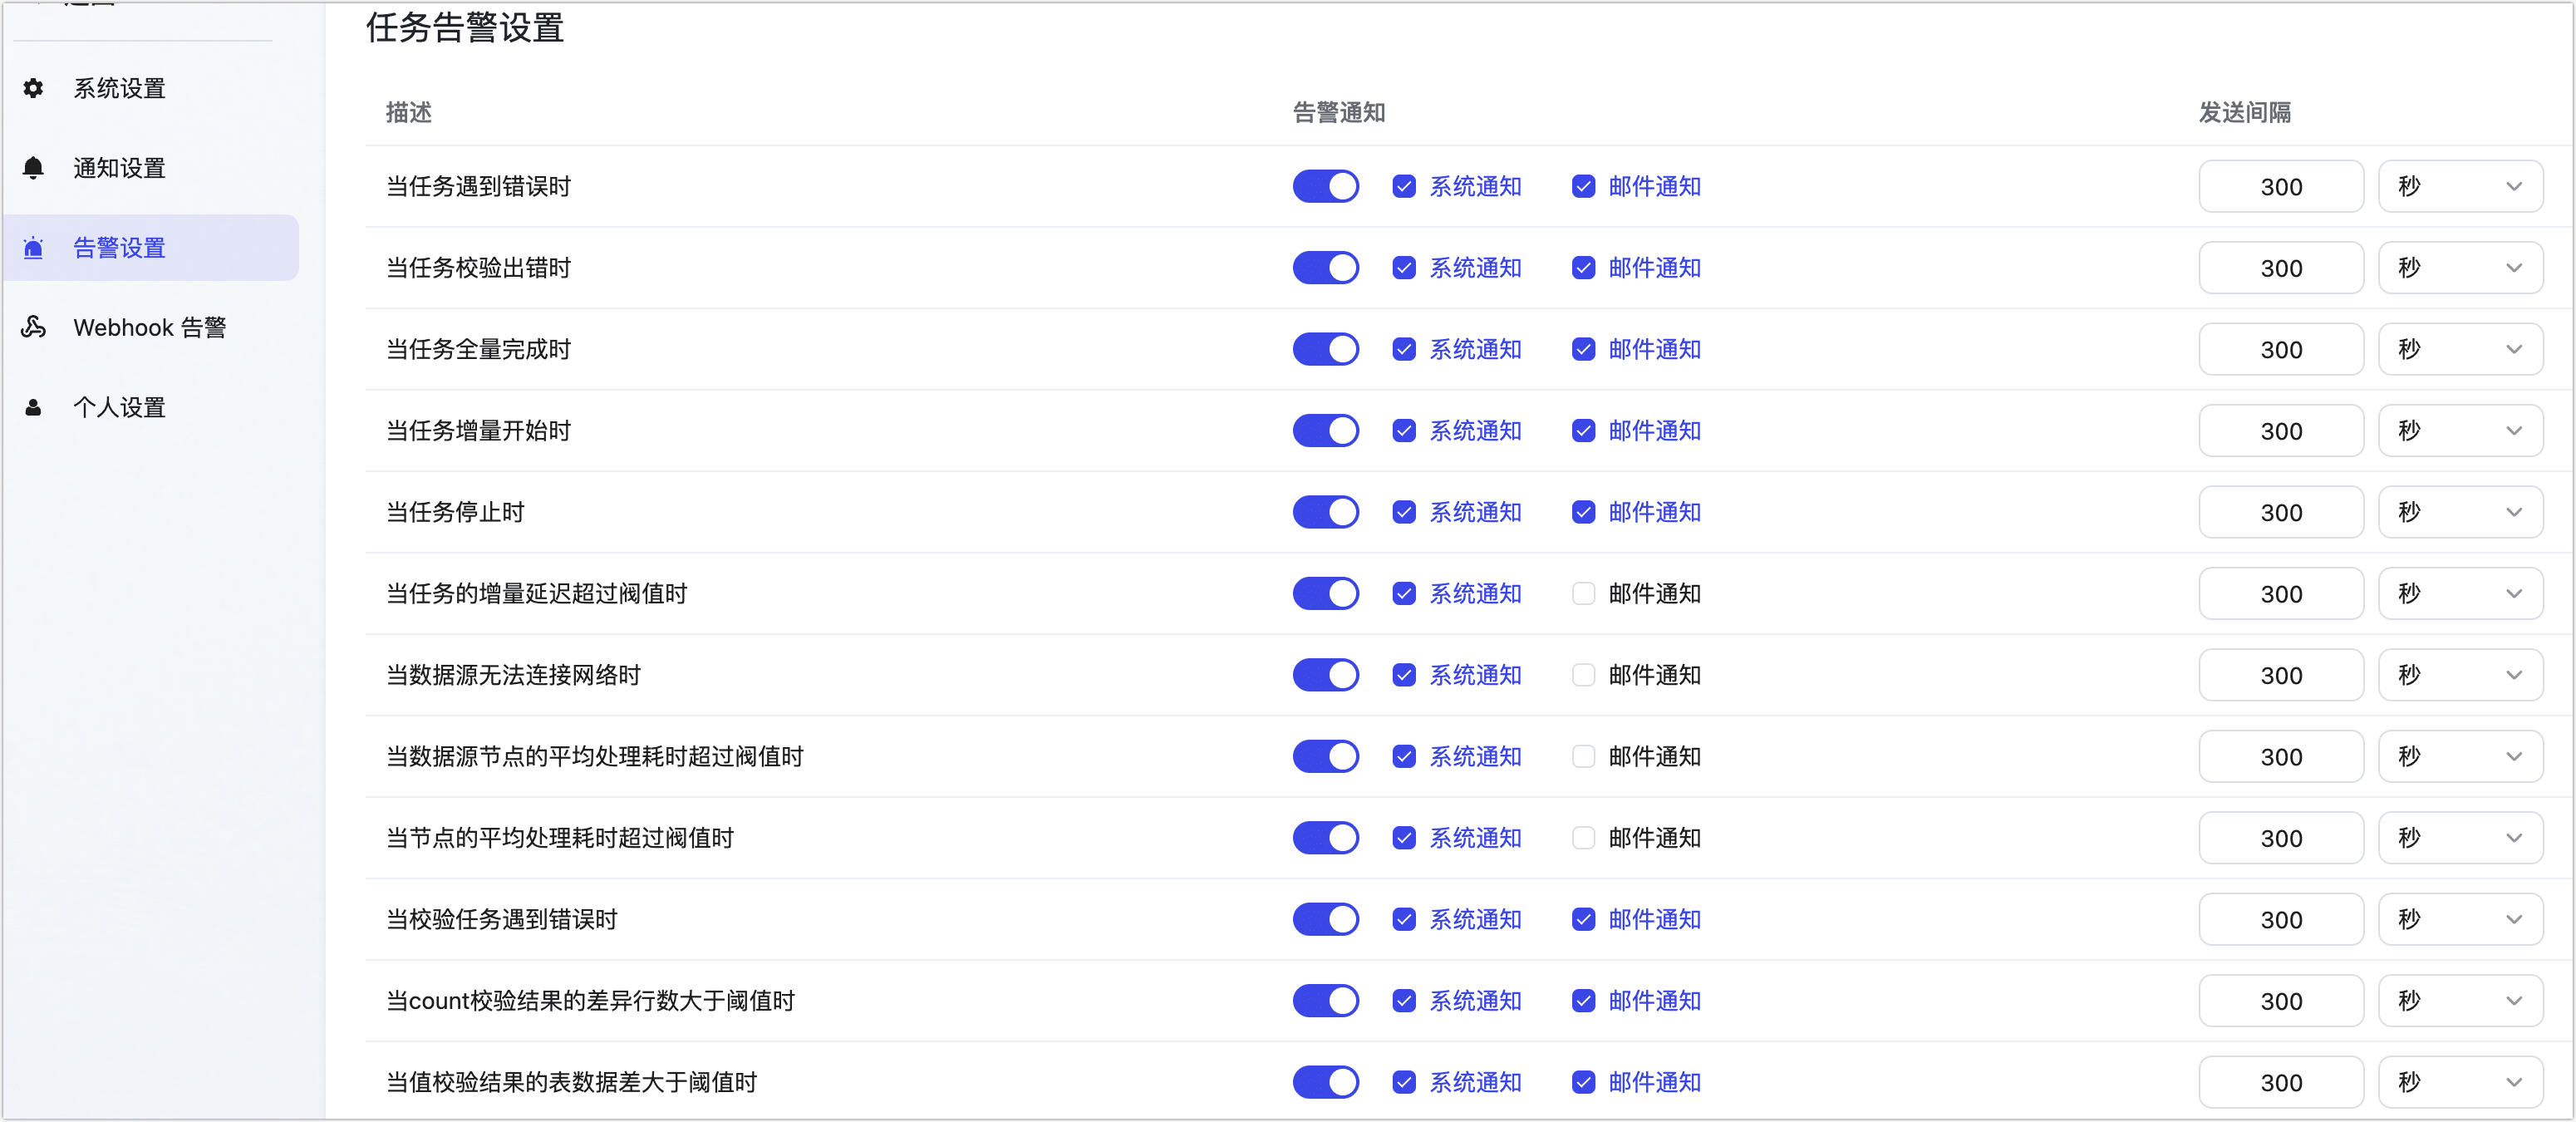 任务告警设置
系统设置
通知设置
告警设置
Webhook 告警
个人设置
描述 告警通知 发送间隔
当任务遇到错误时 系统通知 邮件通知 300 秒
当任务校验出错时 系统通知 邮件通知 300 秒
当任务全量完成时 系统通知 邮件通知 300 秒
当任务增量开始时 系统通知 邮件通知 300 秒
当任务停止时 系统通知 邮件通知 300 秒
当任务的增量延迟超过阀值时 系统通知 邮件通知 300 秒
当数据源无法连接网络时 系统通知 邮件通知 300 秒
当数据源节点的平均处理耗时超过阀值时 系统通知 邮件通知 300 秒
当节点的平均处理耗时超过阀值时 系统通知 邮件通知 300 秒
当校验任务遇到错误时 系统通知 邮件通知 300 秒
当count校验结果的差异行数大于阈值时 系统通知 邮件通知 300 秒
当值校验结果的表数据差大于阈值时 系统通知 邮件通知 300 秒